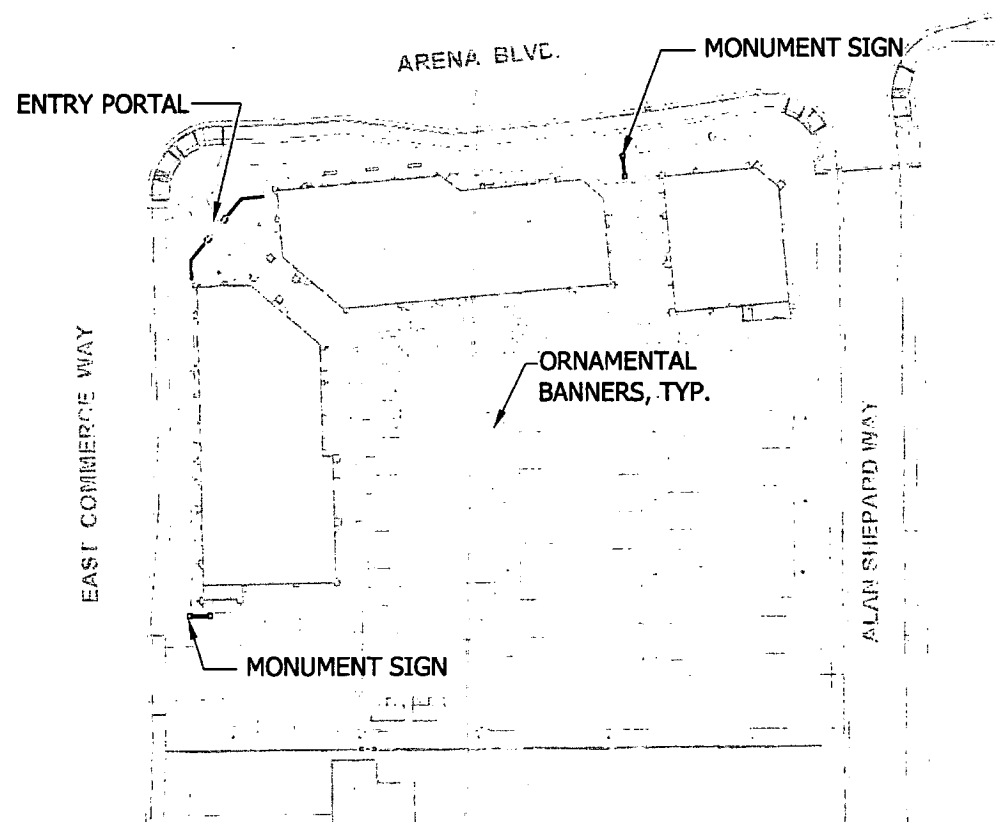 ARENA BLVD.
MONUMENT SIGN
ENTRY PORTAL
ORNAMENTAL
BANNERS, TYP.
EAST COMMERCE WAY
ALAN SHEPARD WAY
MONUMENT SIGN